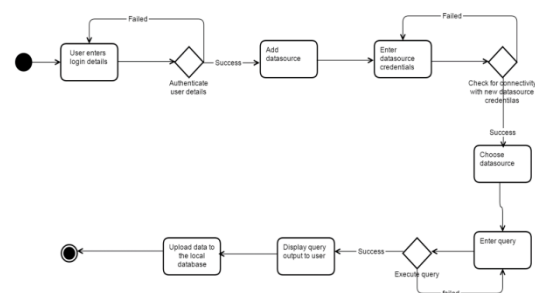 Failed
User enters
login details
Authenticate
user details
Success
Add
datasource
Enter
datasource
credentials
Failed
Check for connectivity
with new datasource
credentilas
Success
Choose
datasource
Enter query
Execute query
failed
Success
Display query
output to user
Upload data to
the local
database